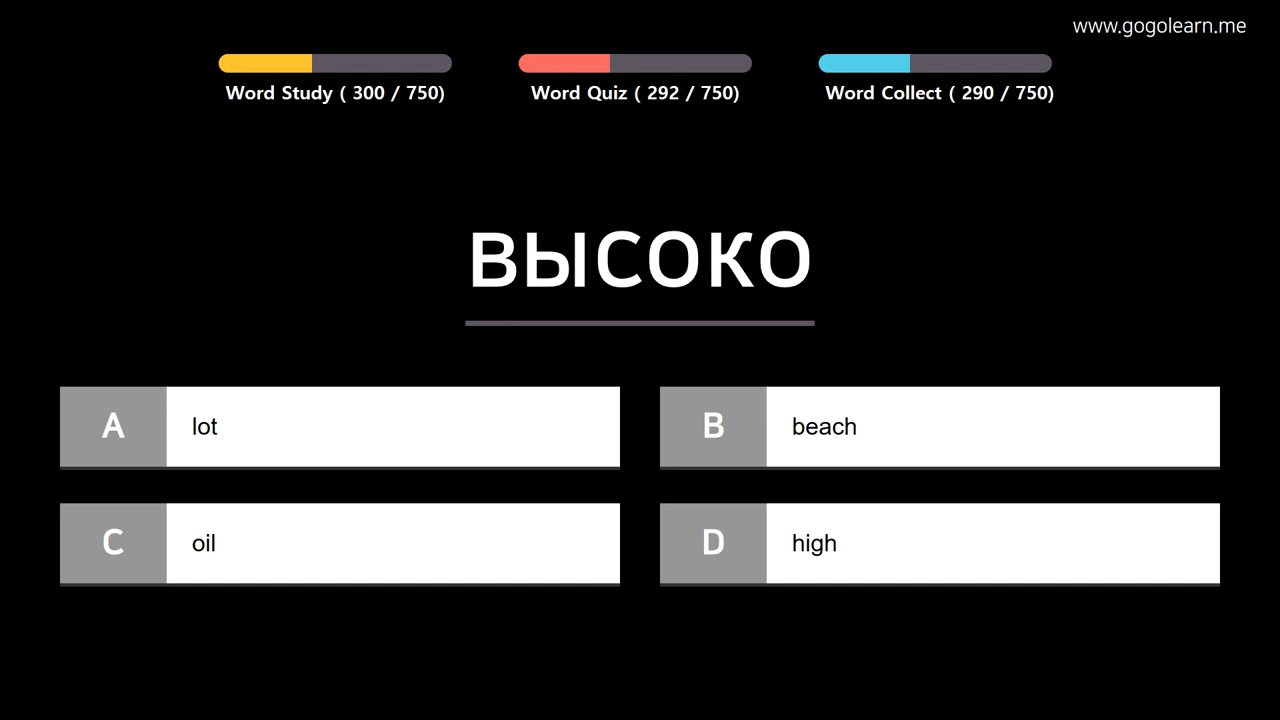 www.gogolearn.me
Word Study ( 300 / 750)
Word Quiz ( 292 / 750)
Word Collect ( 290 / 750)
высоко
A lot
B beach
C oil
D high